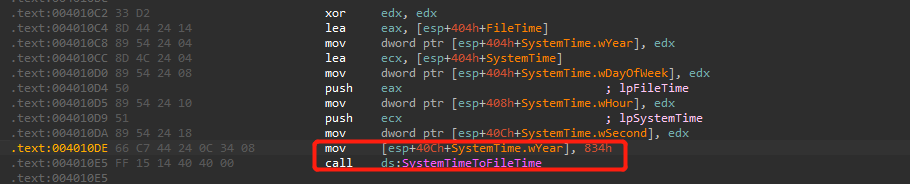 .text:004010C2 33 D2 xor edx, edx
.text:004010C4 8D 44 24 14 lea eax, [esp+404h+FileTime]
.text:004010C8 89 54 24 04 mov dword ptr [esp+404h+SystemTime.wYear], edx
.text:004010CC 8D 4C 24 04 lea ecx, [esp+404h+SystemTime]
.text:004010D0 89 54 24 08 mov dword ptr [esp+404h+SystemTime.wDayOfWeek], edx
.text:004010D4 50 push eax ; lpFileTime
.text:004010D5 89 54 24 10 mov dword ptr [esp+408h+SystemTime.wHour], edx
.text:004010D9 51 push ecx ; lpSystemTime
.text:004010DA 89 54 24 18 mov dword ptr [esp+40Ch+SystemTime.wSecond], edx
.text:004010DE 66 C7 44 24 0C 34 08 mov [esp+40Ch+SystemTime.wYear], 834h
.text:004010E5 FF 15 14 40 40 00 call ds:SystemTimeToFileTime
.text:004010E5